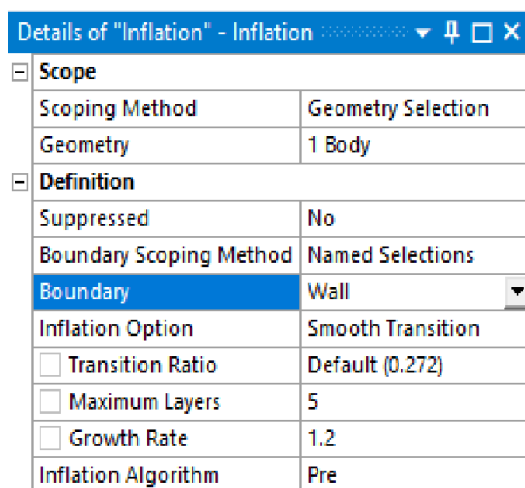 Details of "Inflation" - Inflation
Scope
Scoping Method Geometry Selection
Geometry 1 Body
Definition
Suppressed No
Boundary Scoping Method Named Selections
Boundary Wall
Inflation Option Smooth Transition
Transition Ratio Default (0.272)
Maximum Layers 5
Growth Rate 1.2
Inflation Algorithm Pre